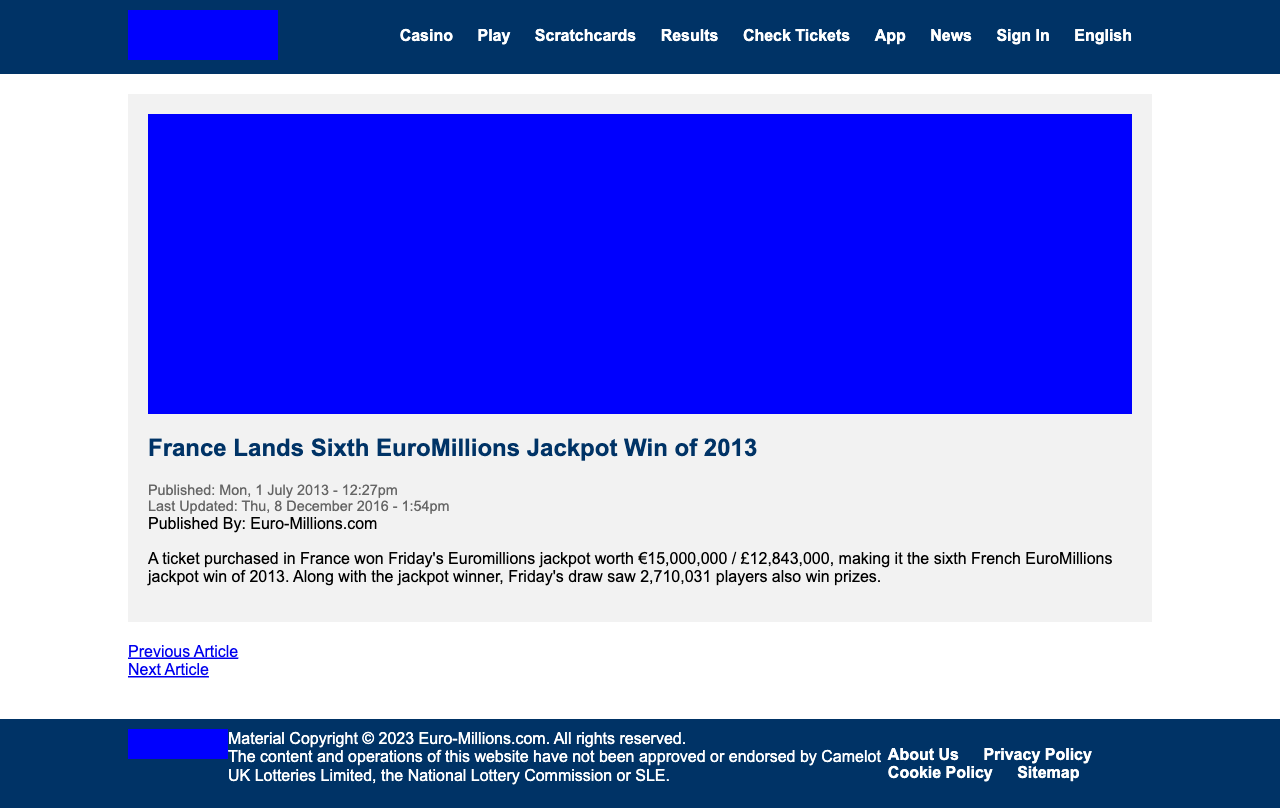 Casino Play Scratchcards Results Check Tickets App News Sign In English
France Lands Sixth EuroMillions Jackpot Win of 2013
Published: Mon, 1 July 2013 - 12:27pm
Last Updated: Thu, 8 December 2016 - 1:54pm
Published By: Euro-Millions.com
A ticket purchased in France won Friday's Euromillions jackpot worth €15,000,000 / £12,843,000, making it the sixth French EuroMillions
jackpot win of 2013. Along with the jackpot winner, Friday's draw saw 2,710,031 players also win prizes.
Previous Article
Next Article
Material Copyright © 2023 Euro-Millions.com. All rights reserved.
The content and operations of this website have not been approved or endorsed by Camelot
UK Lotteries Limited, the National Lottery Commission or SLE.
About Us Privacy Policy
Cookie Policy Sitemap